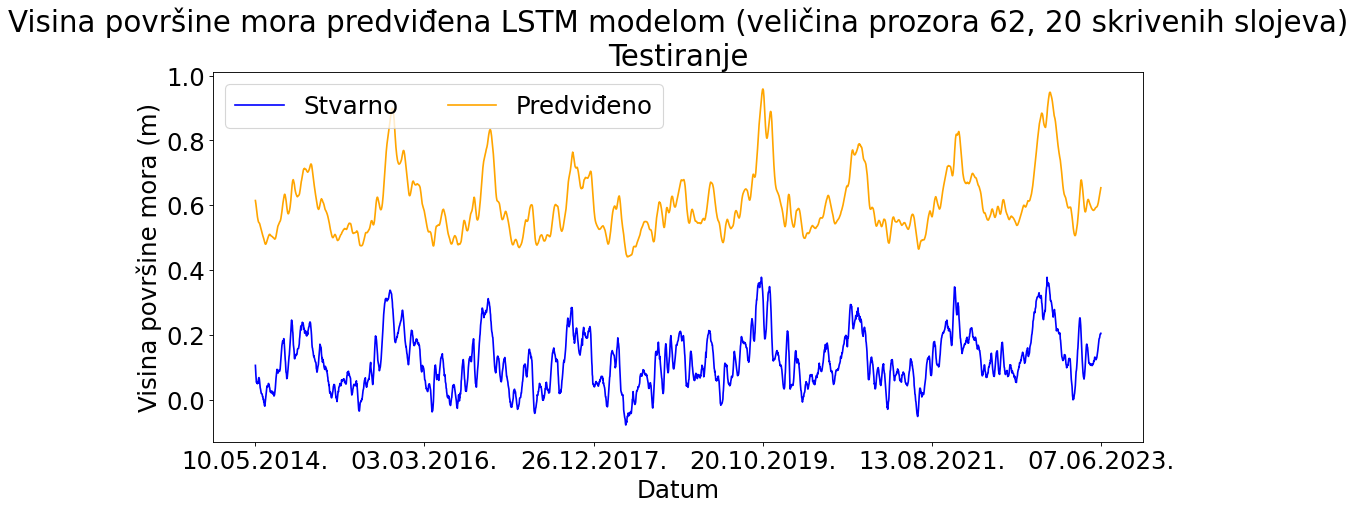 Visina površine mora predviđena LSTM modelom (veličina prozora 62, 20 skrivenih slojeva)
Testiranje
Stvarno Predviđeno
Visina površine mora (m)
1.0
0.8
0.6
0.4
0.2
0.0
10.05.2014. 03.03.2016. 26.12.2017. 20.10.2019. 13.08.2021. 07.06.2023.
Datum